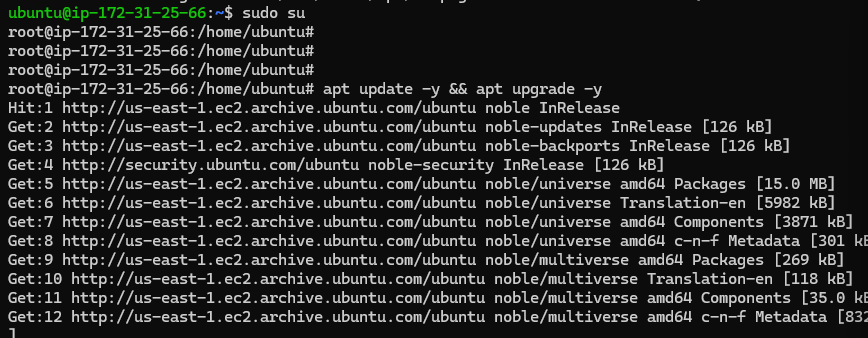 ubuntu@ip-172-31-25-66:~$ sudo su
root@ip-172-31-25-66:/home/ubuntu#
root@ip-172-31-25-66:/home/ubuntu#
root@ip-172-31-25-66:/home/ubuntu#
root@ip-172-31-25-66:/home/ubuntu# apt update -y && apt upgrade -y
Hit:1 http://us-east-1.ec2.archive.ubuntu.com/ubuntu noble InRelease
Get:2 http://us-east-1.ec2.archive.ubuntu.com/ubuntu noble-updates InRelease [126 kB]
Get:3 http://us-east-1.ec2.archive.ubuntu.com/ubuntu noble-backports InRelease [126 kB]
Get:4 http://security.ubuntu.com/ubuntu noble-security InRelease [126 kB]
Get:5 http://us-east-1.ec2.archive.ubuntu.com/ubuntu noble/universe amd64 Packages [15.0 MB]
Get:6 http://us-east-1.ec2.archive.ubuntu.com/ubuntu noble/universe Translation-en [5982 kB]
Get:7 http://us-east-1.ec2.archive.ubuntu.com/ubuntu noble/universe amd64 Components [3871 kB]
Get:8 http://us-east-1.ec2.archive.ubuntu.com/ubuntu noble/universe amd64 c-n-f Metadata [301 kB
Get:9 http://us-east-1.ec2.archive.ubuntu.com/ubuntu noble/multiverse amd64 Packages [269 kB]
Get:10 http://us-east-1.ec2.archive.ubuntu.com/ubuntu noble/multiverse Translation-en [118 kB]
Get:11 http://us-east-1.ec2.archive.ubuntu.com/ubuntu noble/multiverse amd64 Components [35.0 kB
Get:12 http://us-east-1.ec2.archive.ubuntu.com/ubuntu noble/multiverse amd64 c-n-f Metadata [832
]